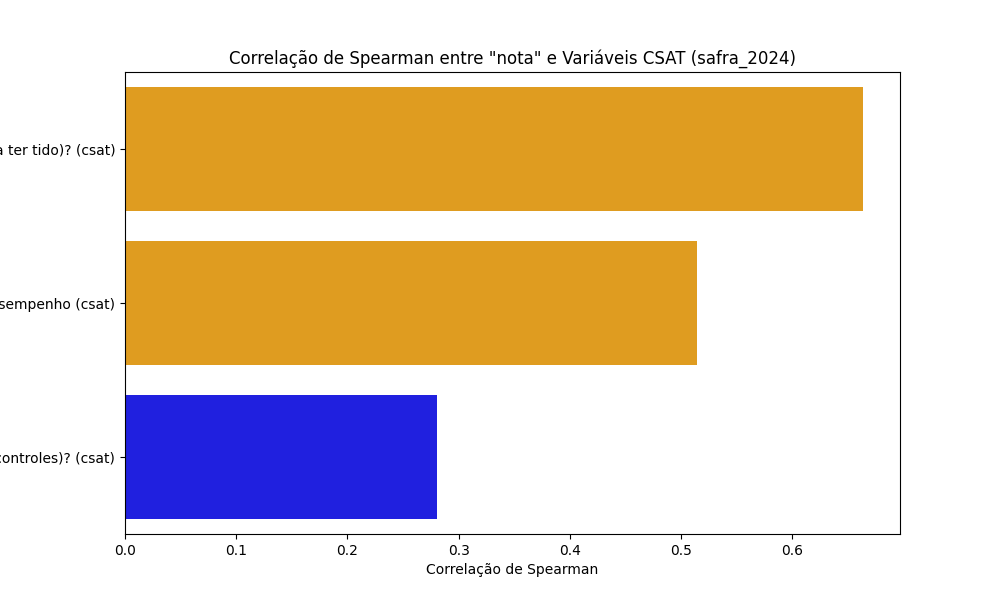 Correlação de Spearman entre "nota" e Variáveis CSAT (safra_2024)
ter tido)? (csat)
sempenho (csat)
controles)? (csat)
0.0 0.1 0.2 0.3 0.4 0.5 0.6
Correlação de Spearman